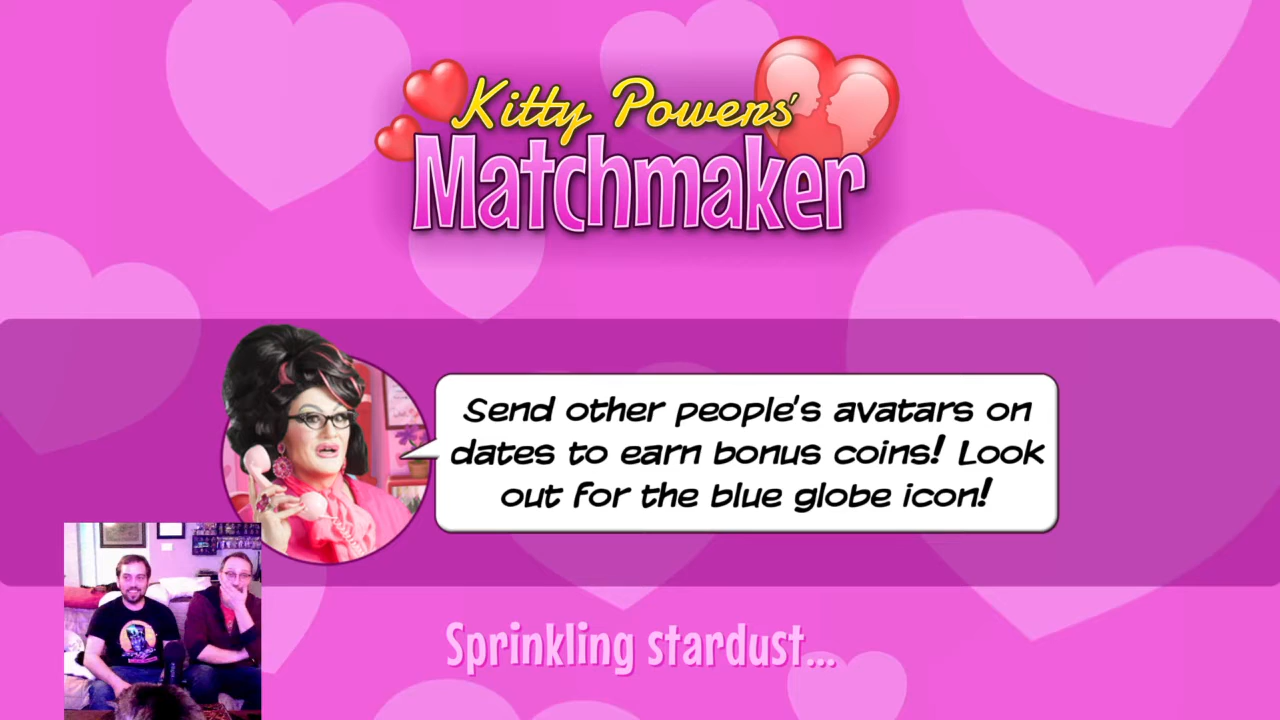 Kitty Powers'
Matchmaker
Send other people's avatars on
dates to earn bonus coins! Look
out for the blue globe icon!
Sprinkling stardust...